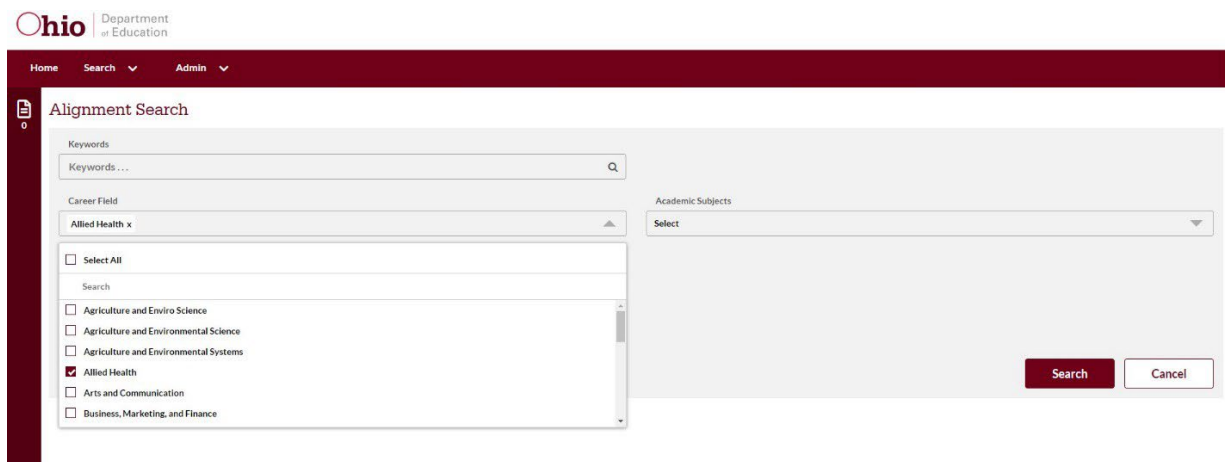 Ohio Department
of Education
Home Search Admin
0
Alignment Search
Keywords
Keywords . . .
Career Field
Academic Subjects
Allied Health x
Select
Select All
Search
Agriculture and Enviro Science
Agriculture and Environmental Science
Agriculture and Environmental Systems
Allied Health
Search Cancel
Arts and Communication
Business, Marketing, and Finance